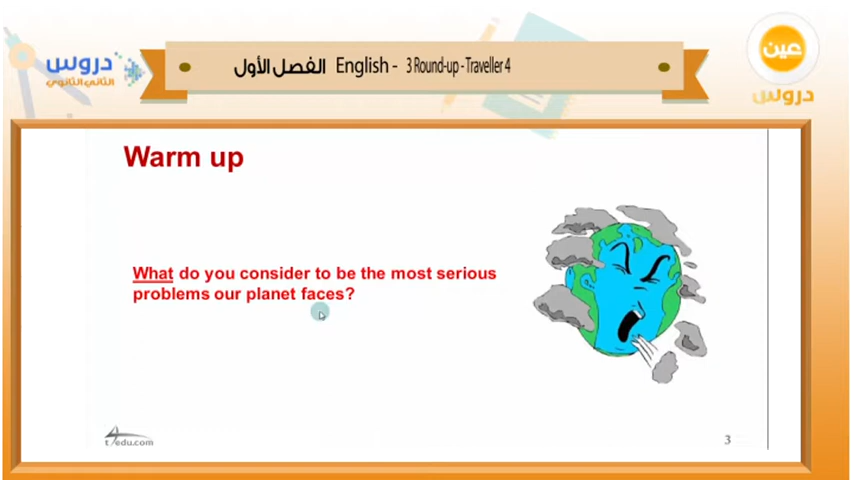 دروس
الثاني الثانوي
الفصل الأول English - 3 Round-up - Traveller 4
عين
دروس
Warm up
What do you consider to be the most serious
problems our planet faces?
t4edu.com
3